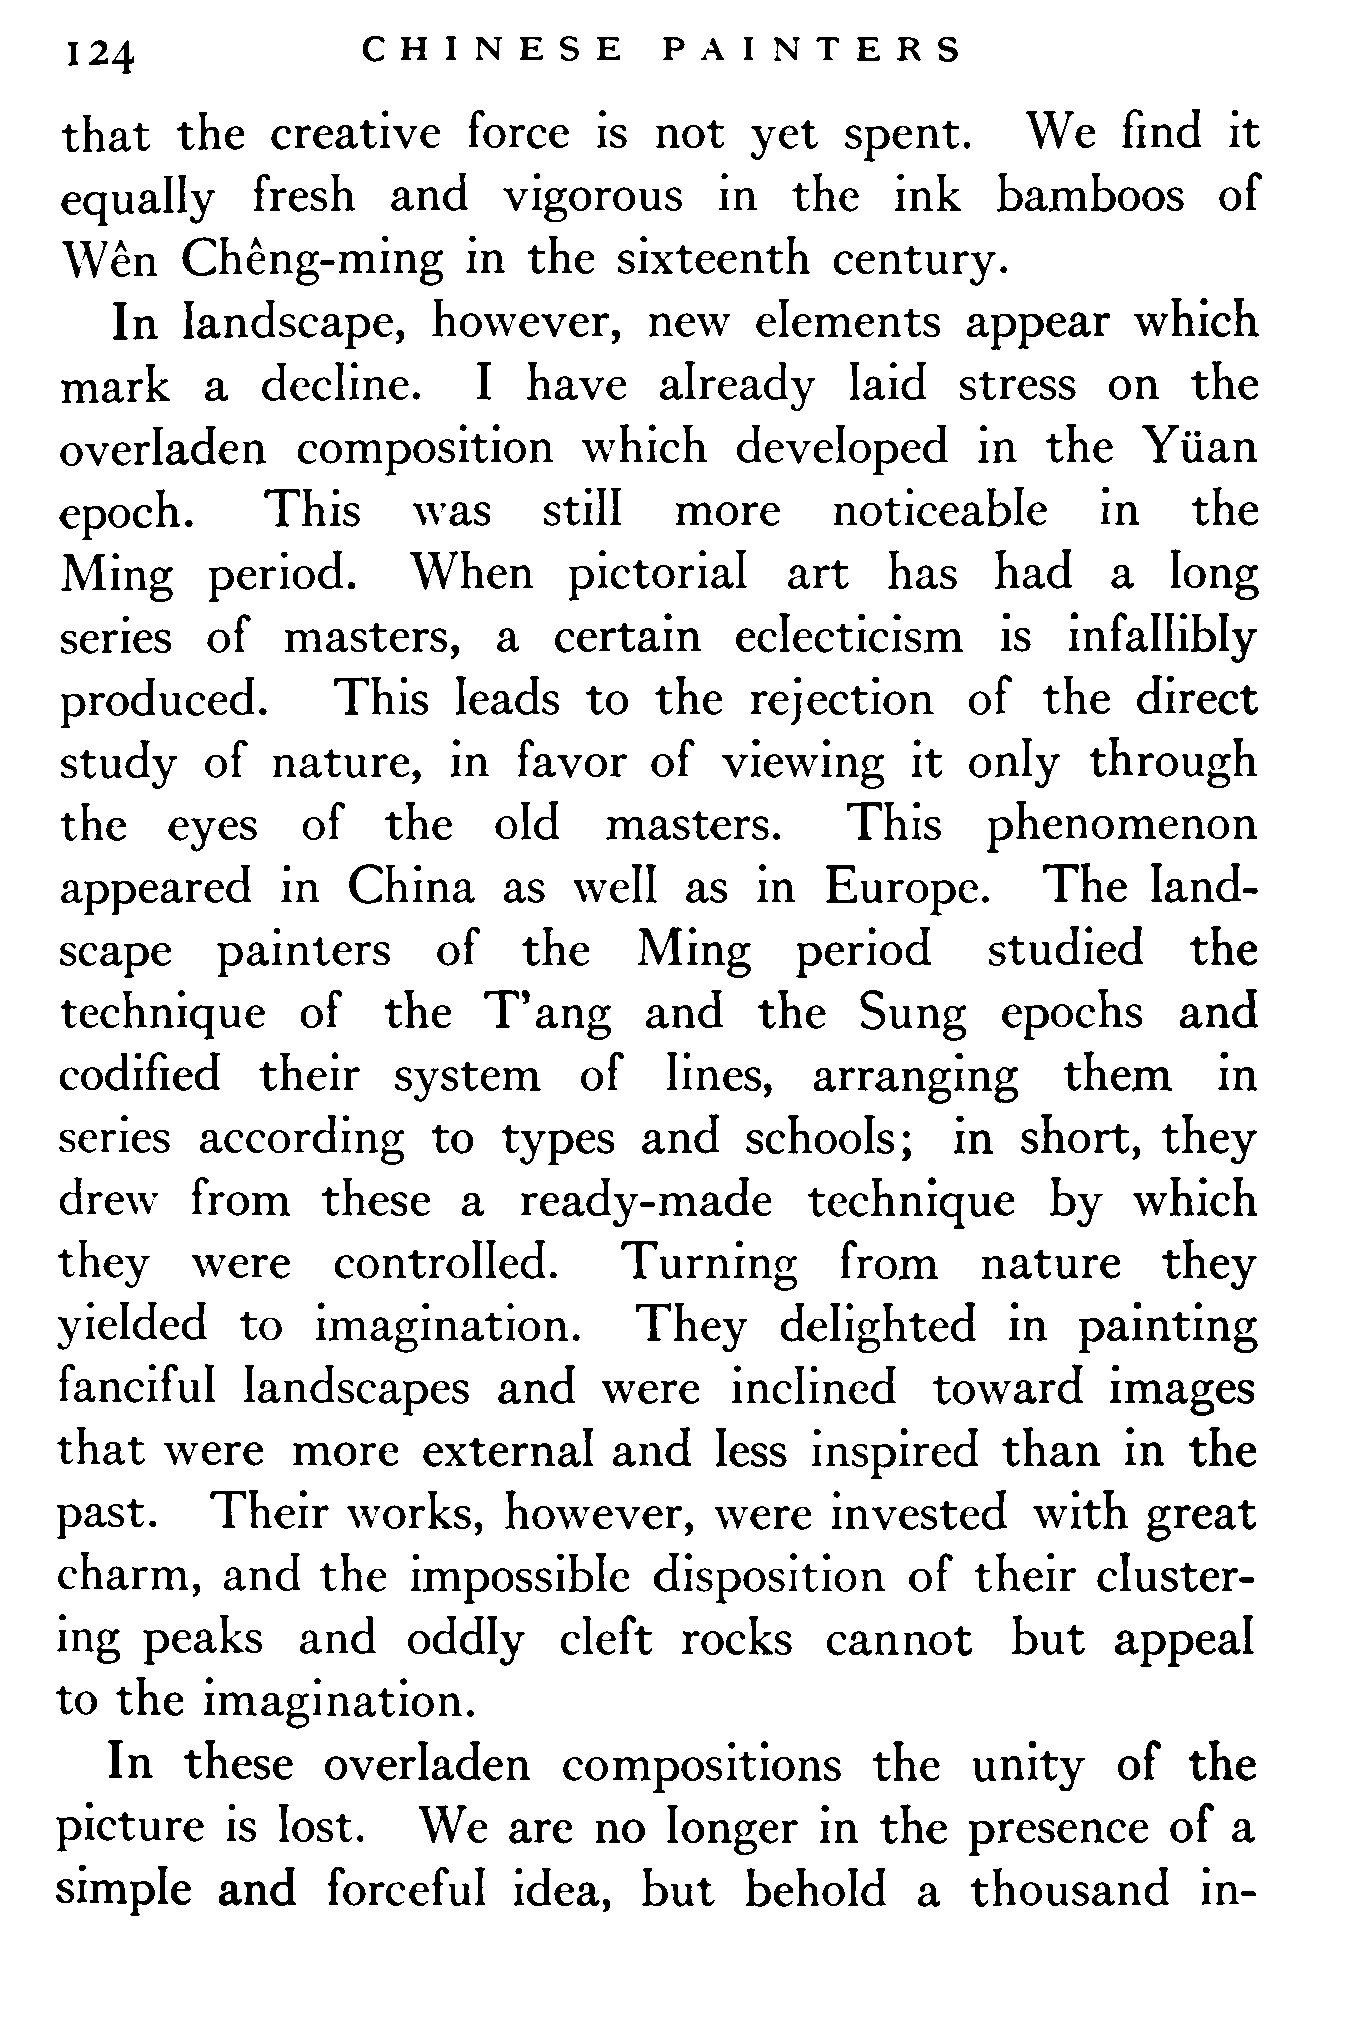 124 CHINESE PAINTERS
that the creative force is not yet spent. We find it
equally fresh and vigorous in the ink bamboos of
Wên Chêng-ming in the sixteenth century.
In landscape, however, new elements appear which
mark a decline. I have already laid stress on the
overladen composition which developed in the Yüan
epoch. This was still more noticeable in the
Ming period. When pictorial art has had a long
series of masters, a certain eclecticism is infallibly
produced. This leads to the rejection of the direct
study of nature, in favor of viewing it only through
the eyes of the old masters. This phenomenon
appeared in China as well as in Europe. The land-
scape painters of the Ming period studied the
technique of the T'ang and the Sung epochs and
codified their system of lines, arranging them in
series according to types and schools; in short, they
drew from these a ready-made technique by which
they were controlled. Turning from nature they
yielded to imagination. They delighted in painting
fanciful landscapes and were inclined toward images
that were more external and less inspired than in the
past. Their works, however, were invested with great
charm, and the impossible disposition of their cluster-
ing peaks and oddly cleft rocks cannot but appeal
to the imagination.
In these overladen compositions the unity of the
picture is lost. We are no longer in the presence of a
simple and forceful idea, but behold a thousand in-